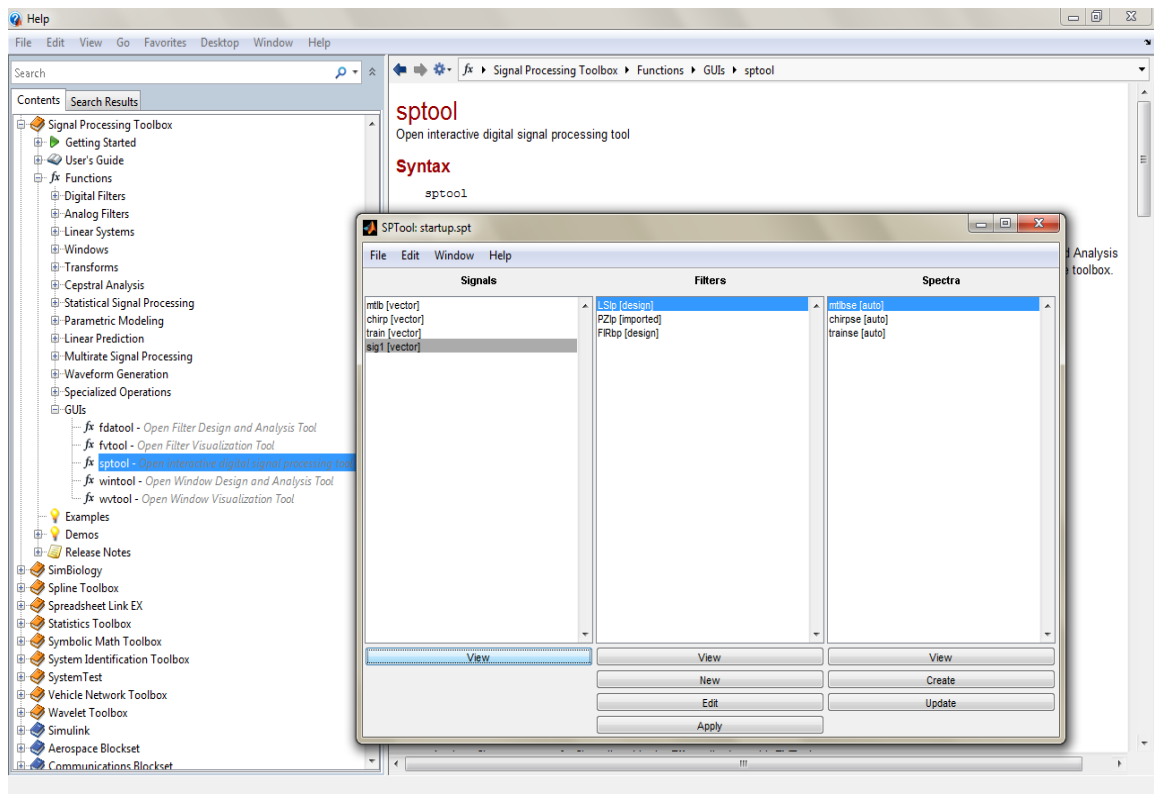 Help
File Edit View Go Favorites Desktop Window Help
Search
Contents Search Results
Signal Processing Toolbox
Getting Started
User's Guide
fx Functions
Digital Filters
Analog Filters
Linear Systems
Windows
Transforms
Cepstral Analysis
Statistical Signal Processing
Parametric Modeling
Linear Prediction
Multirate Signal Processing
Waveform Generation
Specialized Operations
GUIs
fx fdatool - Open Filter Design and Analysis Tool
fx fvtool - Open Filter Visualization Tool
fx sptool - Open interactive digital signal processing tool
fx wintool - Open Window Design and Analysis Tool
fx wvtool - Open Window Visualization Tool
Examples
Demos
Release Notes
SimBiology
Spline Toolbox
Spreadsheet Link EX
Statistics Toolbox
Symbolic Math Toolbox
System Identification Toolbox
SystemTest
Vehicle Network Toolbox
Wavelet Toolbox
Simulink
Aerospace Blockset
Communications Blockset
fx Signal Processing Toolbox Functions GUIs sptool
sptool
Open interactive digital signal processing tool
Syntax
sptool
d Analysis
toolbox.
SPTool: startup.spt
File Edit Window Help
Signals Filters Spectra
mtlb [vector]
chirp [vector]
train [vector]
sig1 [vector]
LSlp [design]
PZlp [imported]
FIRbp [design]
mtlbse [auto]
chirpse [auto]
trainse [auto]
View View View
New Create
Edit Update
Apply